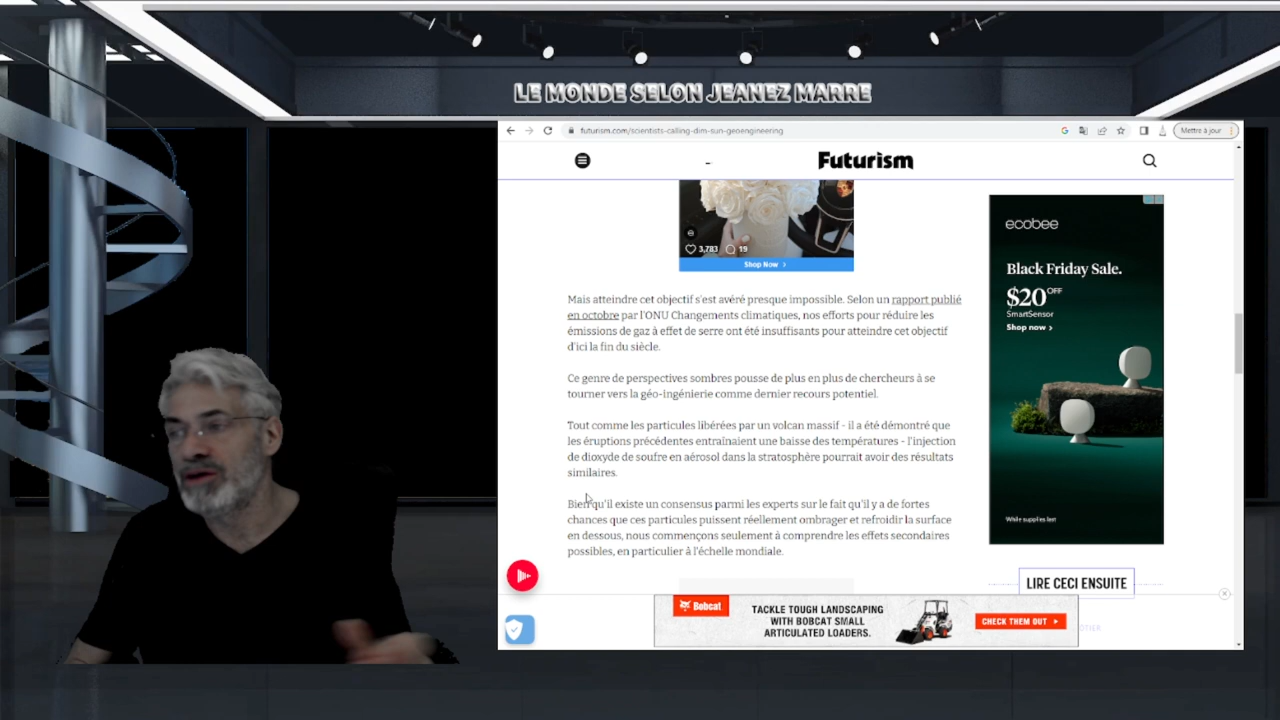 LE MONDE SELON JEANEZ MARRE
futurism.com/scientists-calling-dim-sun-geoengineering
Mettre à jour
Futurism
3,783 19
Shop Now >
Mais atteindre cet objectif s'est avéré presque impossible. Selon un rapport publié
en octobre par l'ONU Changements climatiques, nos efforts pour réduire les
émissions de gaz à effet de serre ont été insuffisants pour atteindre cet objectif
d'ici la fin du siècle.
Ce genre de perspectives sombres pousse de plus en plus de chercheurs à se
tourner vers la géo-ingénierie comme dernier recours potentiel.
Tout comme les particules libérées par un volcan massif - il a été démontré que
les éruptions précédentes entraînaient une baisse des températures - l'injection
de dioxyde de soufre en aérosol dans la stratosphère pourrait avoir des résultats
similaires.
Bien qu'il existe un consensus parmi les experts sur le fait qu'il y a de fortes
chances que ces particules puissent réellement ombrager et refroidir la surface
en dessous, nous commençons seulement à comprendre les effets secondaires
possibles, en particulier à l'échelle mondiale.
ecobee
Black Friday Sale.
$20 OFF
SmartSensor
Shop now >
While supplies last
LIRE CECI ENSUITE
Bobcat
TACKLE TOUGH LANDSCAPING
WITH BOBCAT SMALL
ARTICULATED LOADERS.
CHECK THEM OUT